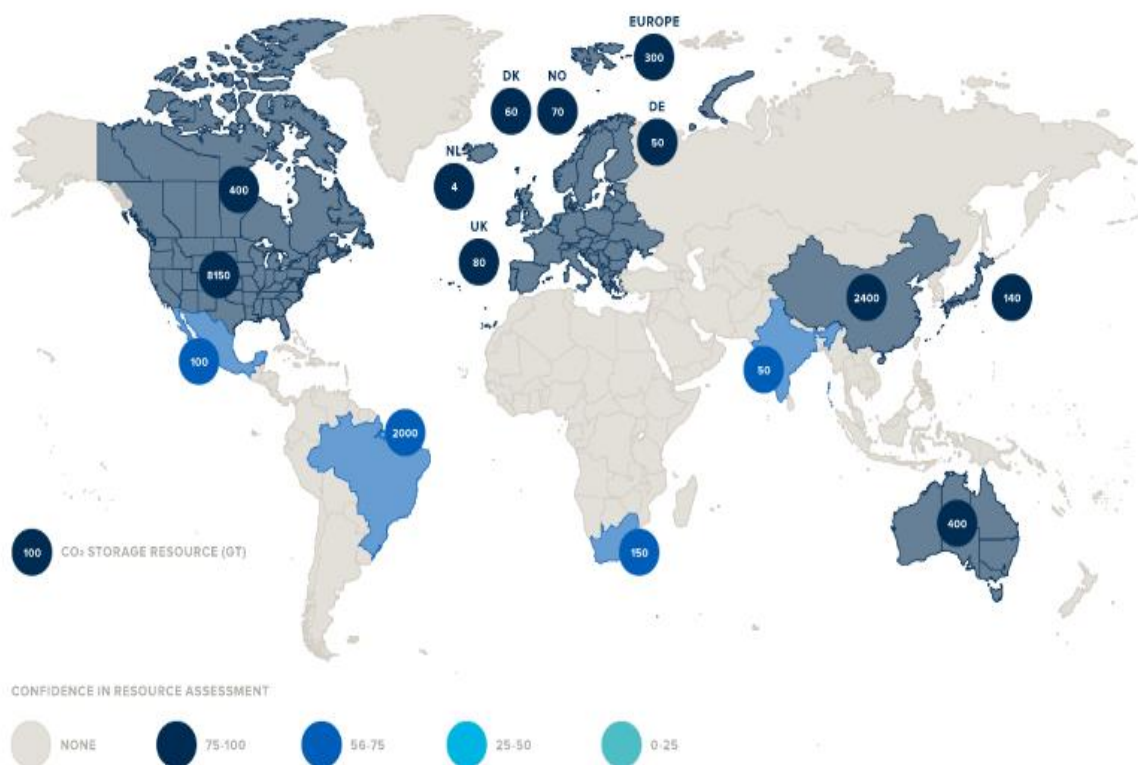 EUROPE
300
DK
NO
60
70
DE
50
NL
4
400
UK
80
8150
2400
140
100
50
2000
400
150
100
CO₂ STORAGE RESOURCE (GT)
CONFIDENCE IN RESOURCE ASSESSMENT
NONE
75-100
56-75
25-50
0-25